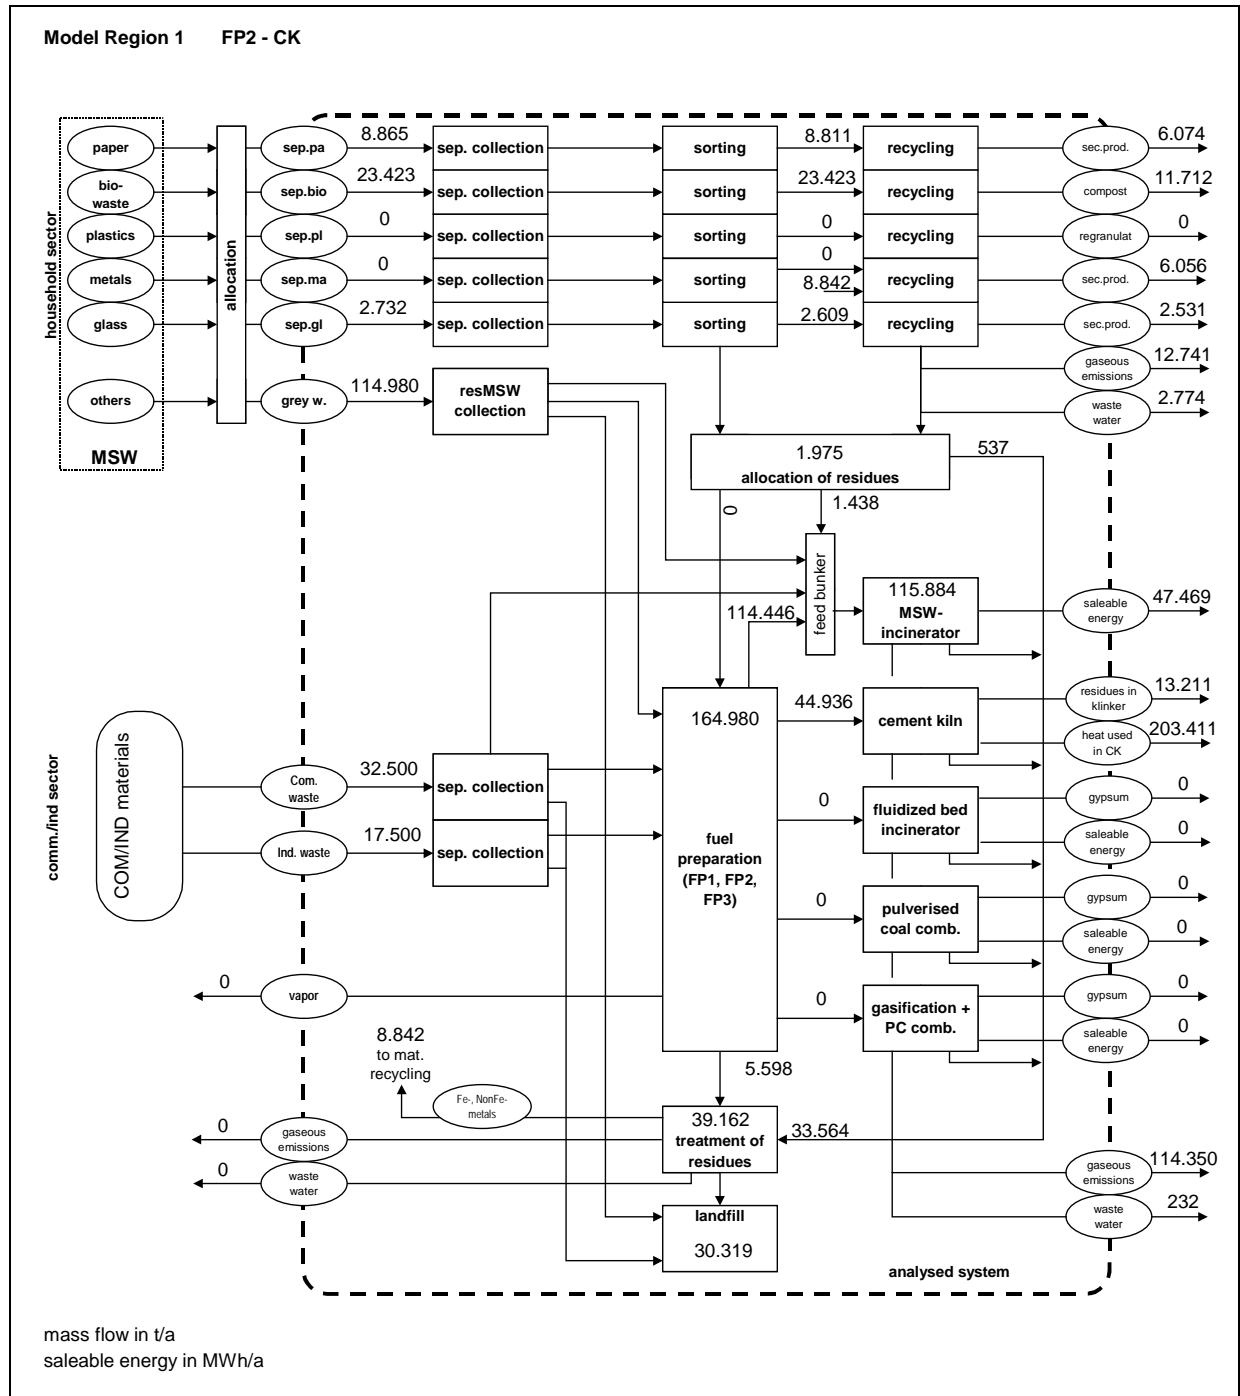 Model Region 1 FP2 - CK
household sector
paper
bio-
waste
plastics
metals
glass
others
MSW
allocation
sep.pa
8.865
sep. collection
sorting
8.811
recycling
sec.prod.
6.074
sep.bio
23.423
sep. collection
sorting
23.423
recycling
compost
11.712
sep.pl
0
sep. collection
sorting
0
recycling
regranulat
0
sep.ma
0
sep. collection
sorting
0
8.842
recycling
sec.prod.
6.056
sep.gl
2.732
sep. collection
sorting
2.609
recycling
sec.prod.
2.531
gaseous
emissions
12.741
waste
water
2.774
grey w.
114.980
resMSW
collection
1.975
allocation of residues
537
0
1.438
feed bunker
114.446
115.884
MSW-
incinerator
saleable
energy
47.469
comm./ind sector
COM/IND materials
Com.
waste
32.500
sep. collection
Ind. waste
17.500
sep. collection
164.980
fuel
preparation
(FP1, FP2,
FP3)
44.936
cement kiln
residues in
klinker
13.211
heat used
in CK
203.411
0
fluidized bed
incinerator
gypsum
0
saleable
energy
0
0
pulverised
coal comb.
gypsum
0
saleable
energy
0
0
gasification +
PC comb.
gypsum
0
saleable
energy
0
0
vapor
8.842
to mat.
recycling
Fe-, NonFe-
metals
5.598
39.162
treatment of
residues
33.564
0
gaseous
emissions
0
waste
water
landfill
30.319
gaseous
emissions
114.350
waste
water
232
analysed system
mass flow in t/a
saleable energy in MWh/a